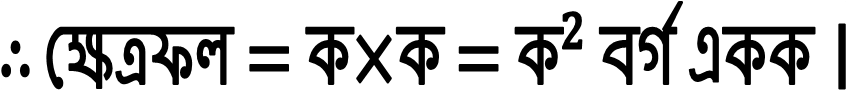 ∴ ক্ষেত্রফল = ক×ক = ক² বর্গ একক।